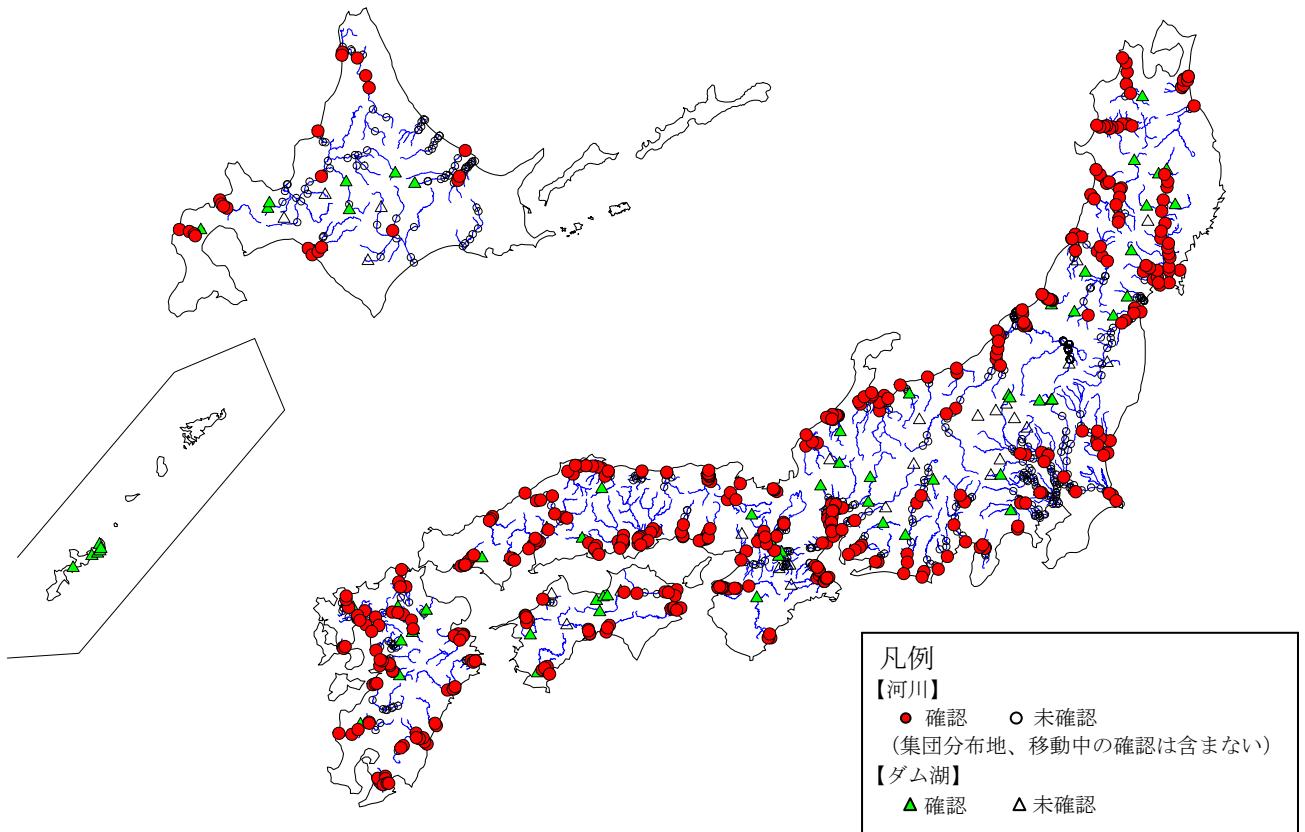 凡例
【河川】
確認 未確認
（集団分布地、移動中の確認は含まない）
【ダム湖】
確認 未確認